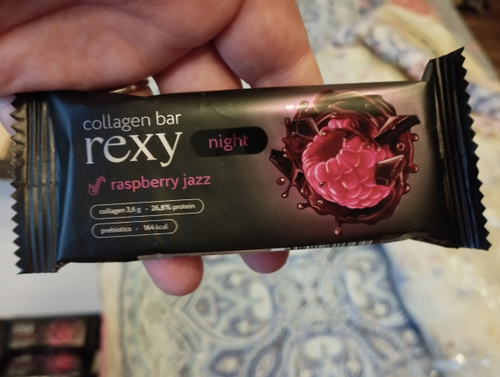 collagen bar
rexy night
raspberry jazz
collagen 3,6 g • 26,8% protein
prebiotics • 164 kcal